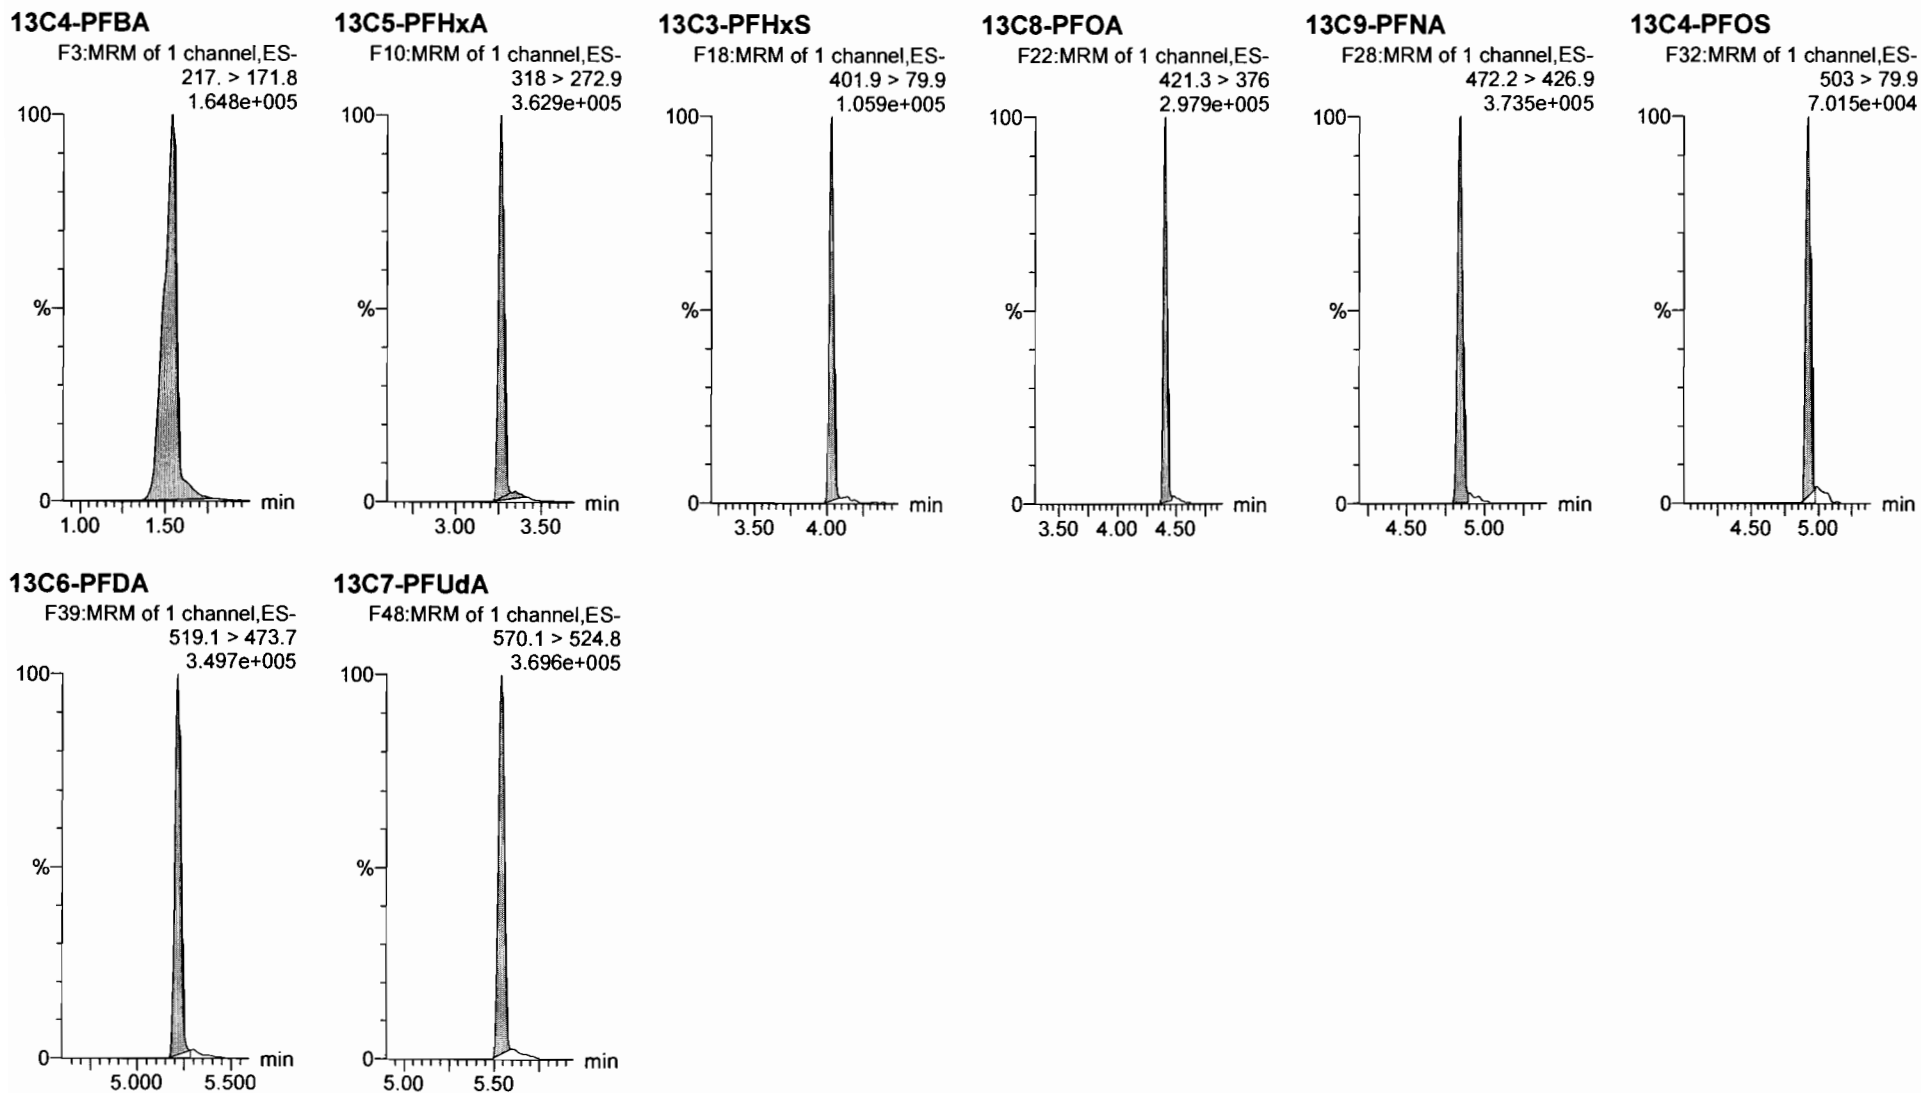 13C4-PFBA
F3:MRM of 1 channel,ES-
217. > 171.8
1.648e+005
100
%
0
min
1.00 1.50
13C5-PFHxA
F10:MRM of 1 channel,ES-
318 > 272.9
3.629e+005
100
%
0
min
3.00 3.50
13C3-PFHxS
F18:MRM of 1 channel,ES-
401.9 > 79.9
1.059e+005
100
%
0
min
3.50 4.00
13C8-PFOA
F22:MRM of 1 channel,ES-
421.3 > 376
2.979e+005
100
%
0
min
3.50 4.00 4.50
13C9-PFNA
F28:MRM of 1 channel,ES-
472.2 > 426.9
3.735e+005
100
%
0
min
4.50 5.00
13C4-PFOS
F32:MRM of 1 channel,ES-
503 > 79.9
7.015e+004
100
%
0
min
4.50 5.00
13C6-PFDA
F39:MRM of 1 channel,ES-
519.1 > 473.7
3.497e+005
100
%
0
min
5.000 5.500
13C7-PFUdA
F48:MRM of 1 channel,ES-
570.1 > 524.8
3.696e+005
100
%
0
min
5.00 5.50